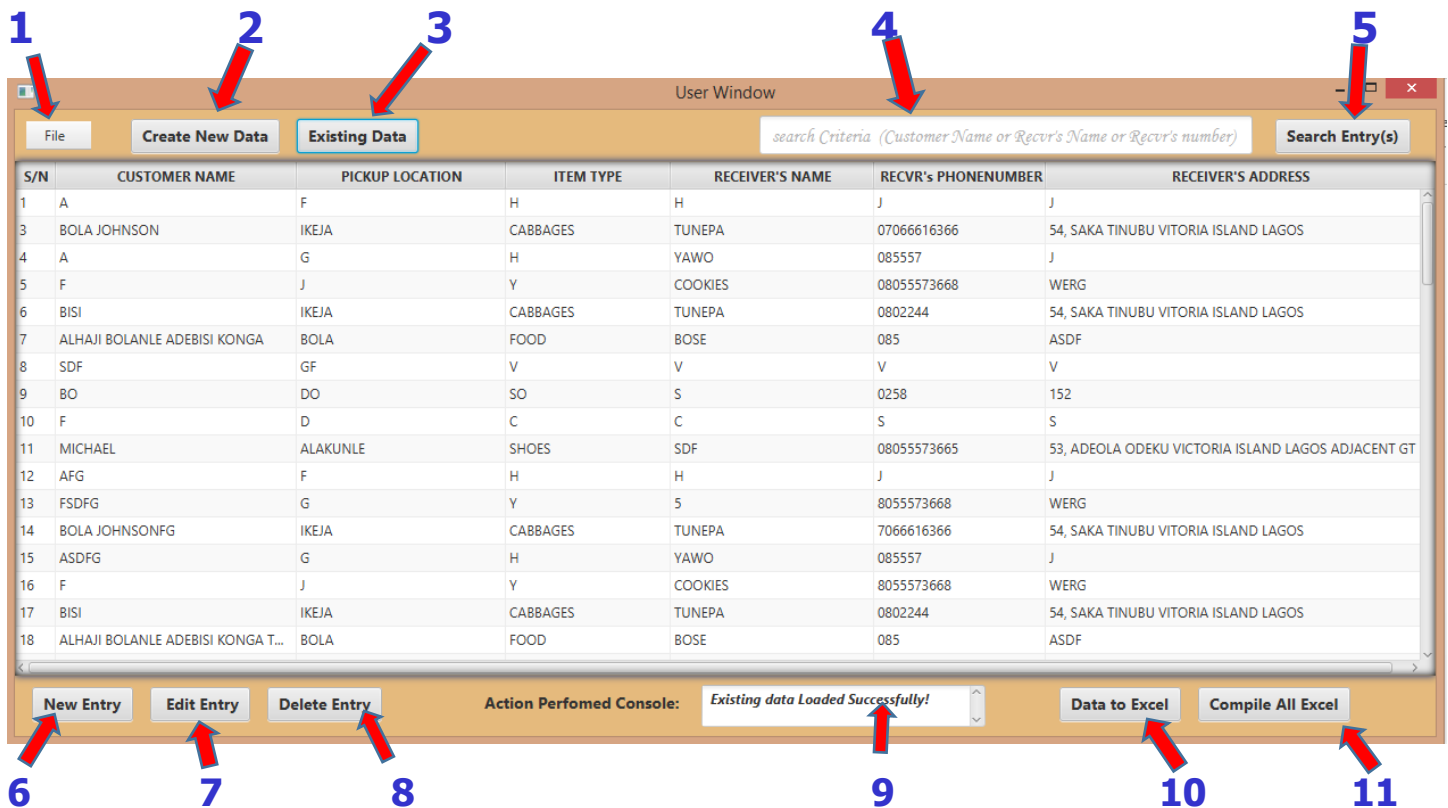 1 2 3 4 5
User Window
File Create New Data Existing Data search Criteria (Customer Name or Recvr's Name or Recvr's number) Search Entry(s)
S/N CUSTOMER NAME PICKUP LOCATION ITEM TYPE RECEIVER'S NAME RECVR's PHONENUMBER RECEIVER'S ADDRESS
1 A F H H J J
3 BOLA JOHNSON IKEJA CABBAGES TUNEPA 07066616366 54, SAKA TINUBU VITORIA ISLAND LAGOS
4 A G H YAWO 085557 J
5 F J Y COOKIES 08055573668 WERG
6 BISI IKEJA CABBAGES TUNEPA 0802244 54, SAKA TINUBU VITORIA ISLAND LAGOS
7 ALHAJI BOLANLE ADEBISI KONGA BOLA FOOD BOSE 085 ASDF
8 SDF GF V V V V
9 BO DO SO S 0258 152
10 F D C C S S
11 MICHAEL ALAKUNLE SHOES SDF 08055573665 53, ADEOLA ODEKU VICTORIA ISLAND LAGOS ADJACENT GT
12 AFG F H H J J
13 FSDFG G Y 5 8055573668 WERG
14 BOLA JOHNSONFG IKEJA CABBAGES TUNEPA 7066616366 54, SAKA TINUBU VITORIA ISLAND LAGOS
15 ASDFG G H YAWO 085557 J
16 F J Y COOKIES 8055573668 WERG
17 BISI IKEJA CABBAGES TUNEPA 0802244 54, SAKA TINUBU VITORIA ISLAND LAGOS
18 ALHAJI BOLANLE ADEBISI KONGA T... BOLA FOOD BOSE 085 ASDF
New Entry Edit Entry Delete Entry Action Perfomed Console: Existing data Loaded Successfully! Data to Excel Compile All Excel
6 7 8 9 10 11